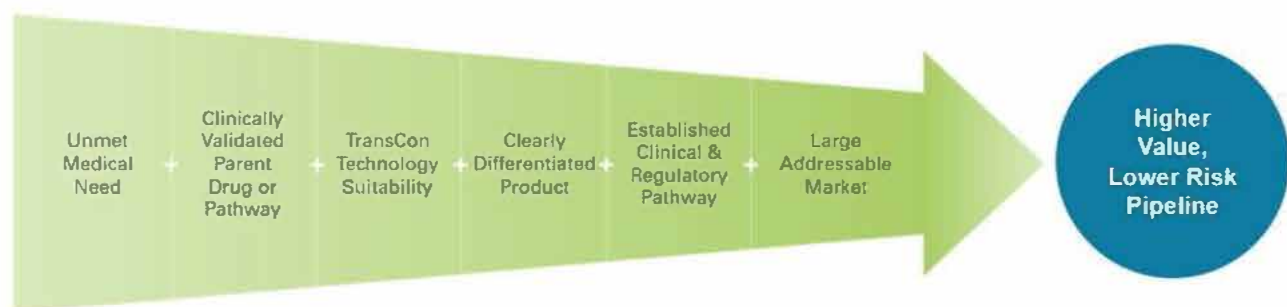 Unmet
Medical
Need
+
Clinically
Validated
Parent
Drug or
Pathway
+
TransCon
Technology
Suitability
+
Clearly
Differentiated
Product
+
Established
Clinical &
Regulatory
Pathway
+
Large
Addressable
Market
Higher
Value,
Lower Risk
Pipeline